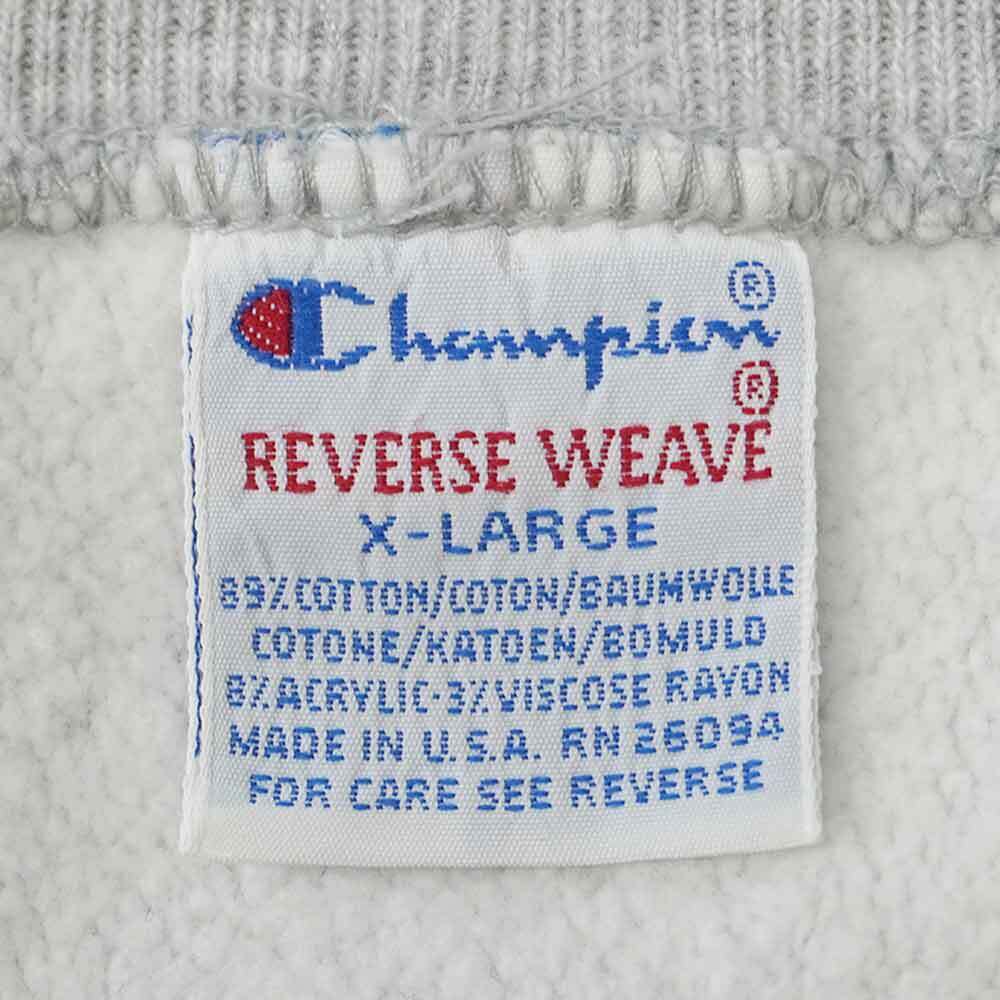 Champion®
REVERSE WEAVE®
X-LARGE
89%COTTON/COTON/BAUMWOLLE
COTONE/KATOEN/BOMULD
8%ACRYLIC·3%VISCOSE RAYON
MADE IN U.S.A. RN 26094
FOR CARE SEE REVERSE